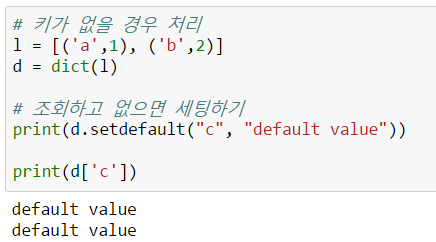 # 키가 없을 경우 처리
l = [('a',1), ('b',2)]
d = dict(l)
# 조회하고 없으면 세팅하기
print(d.setdefault("c", "default value"))
print(d['c'])
default value
default value